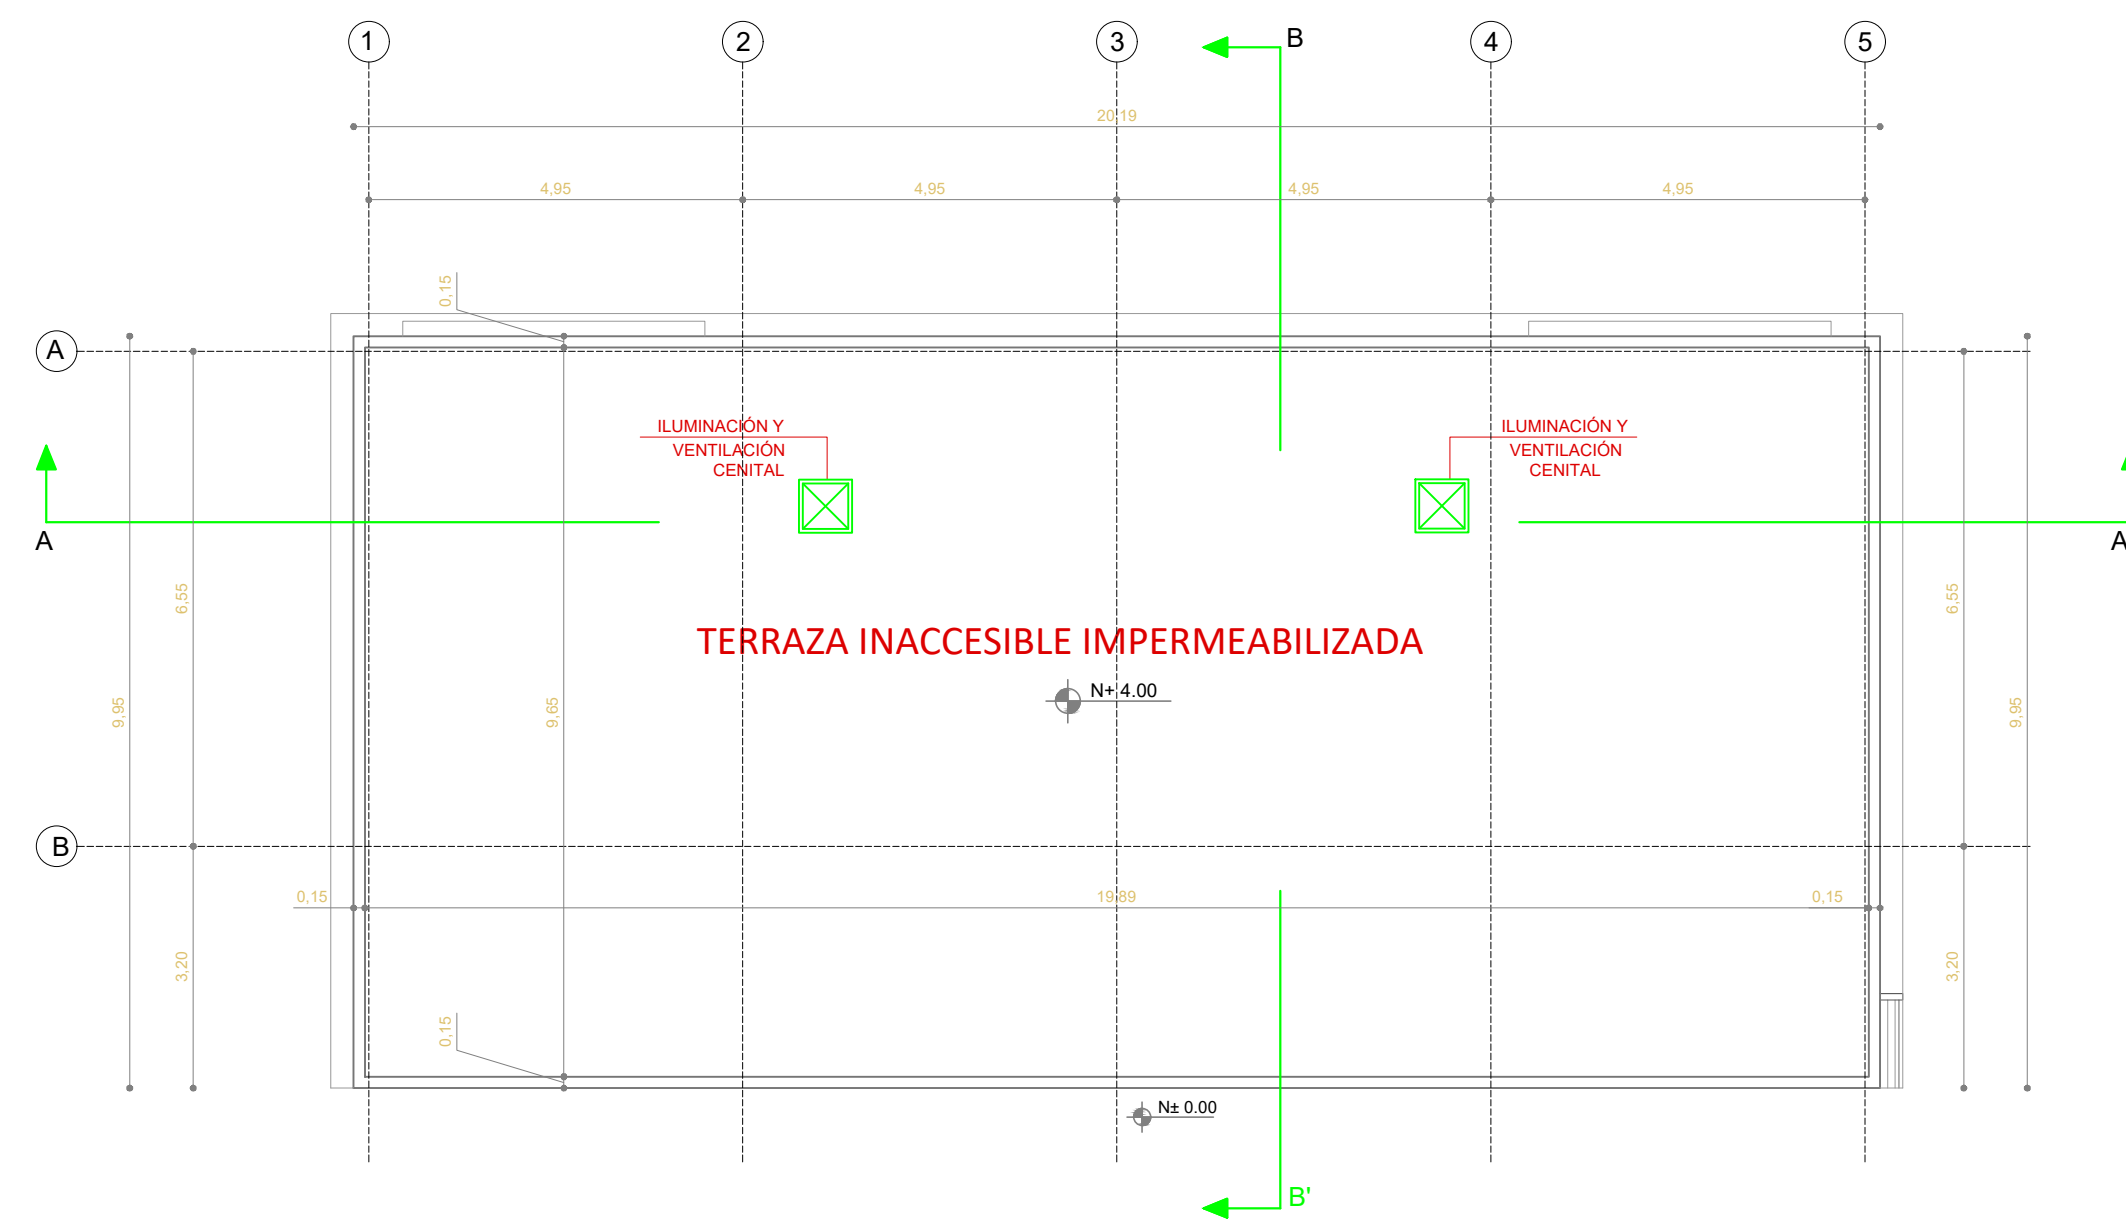 1
2
3
B
4
5
20,19
4,95
4,95
4,95
4,95
0,15
A
ILUMINACIÓN Y
VENTILACIÓN
CENITAL
ILUMINACIÓN Y
VENTILACIÓN
CENITAL
A
A
6,55
6,55
TERRAZA INACCESIBLE IMPERMEABILIZADA
N+ 4.00
9,95
9,65
9,95
B
0,15
19,89
0,15
3,20
3,20
0,15
N± 0.00
B'